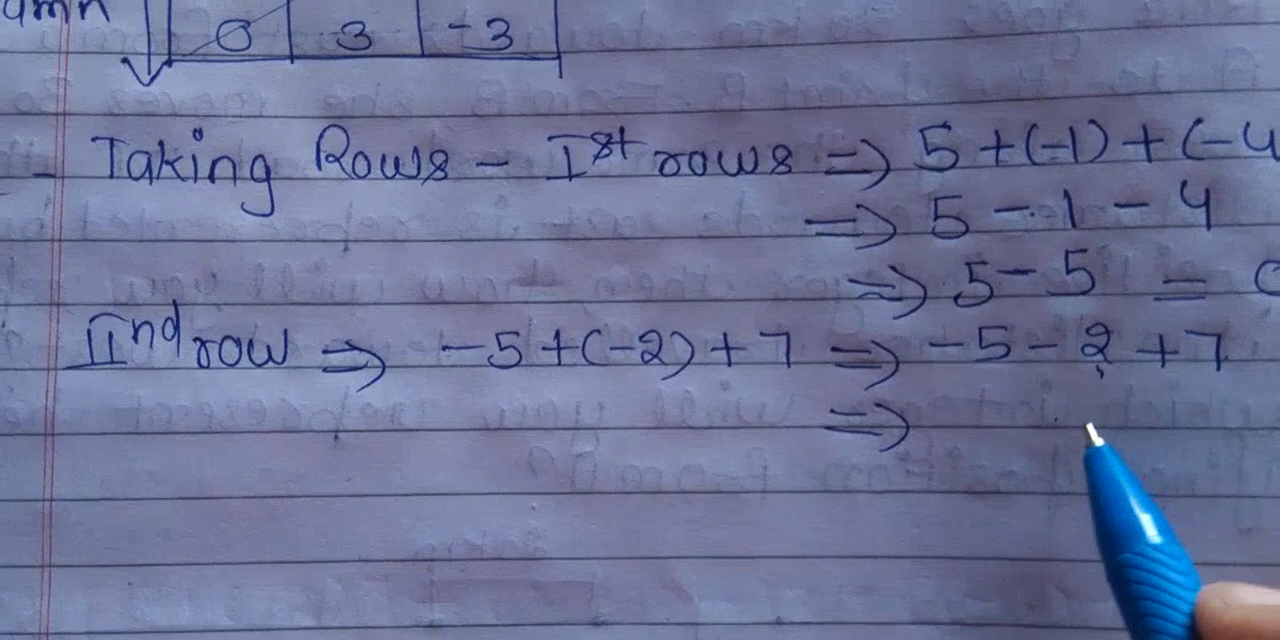 0 3 -3
Taking Rows - Ist rows => 5 + (-1) + (-4
=> 5 - 1 - 4
=> 5 - 5 = 0
IInd row => -5 + (-2) + 7 => -5 - 2 + 7
=>